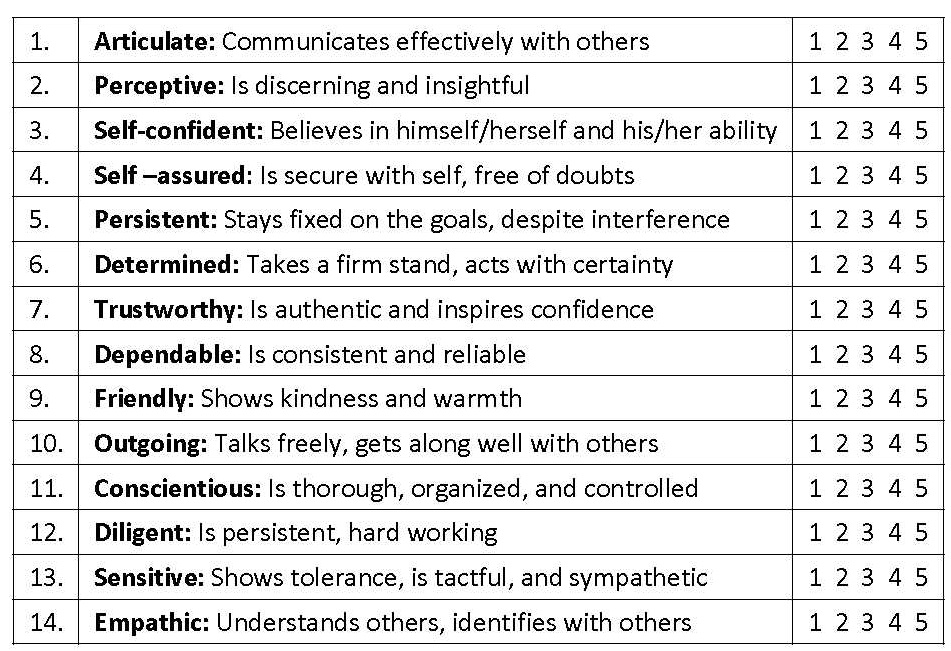 1. Articulate: Communicates effectively with others 1 2 3 4 5
2. Perceptive: Is discerning and insightful 1 2 3 4 5
3. Self-confident: Believes in himself/herself and his/her ability 1 2 3 4 5
4. Self –assured: Is secure with self, free of doubts 1 2 3 4 5
5. Persistent: Stays fixed on the goals, despite interference 1 2 3 4 5
6. Determined: Takes a firm stand, acts with certainty 1 2 3 4 5
7. Trustworthy: Is authentic and inspires confidence 1 2 3 4 5
8. Dependable: Is consistent and reliable 1 2 3 4 5
9. Friendly: Shows kindness and warmth 1 2 3 4 5
10. Outgoing: Talks freely, gets along well with others 1 2 3 4 5
11. Conscientious: Is thorough, organized, and controlled 1 2 3 4 5
12. Diligent: Is persistent, hard working 1 2 3 4 5
13. Sensitive: Shows tolerance, is tactful, and sympathetic 1 2 3 4 5
14. Empathic: Understands others, identifies with others 1 2 3 4 5